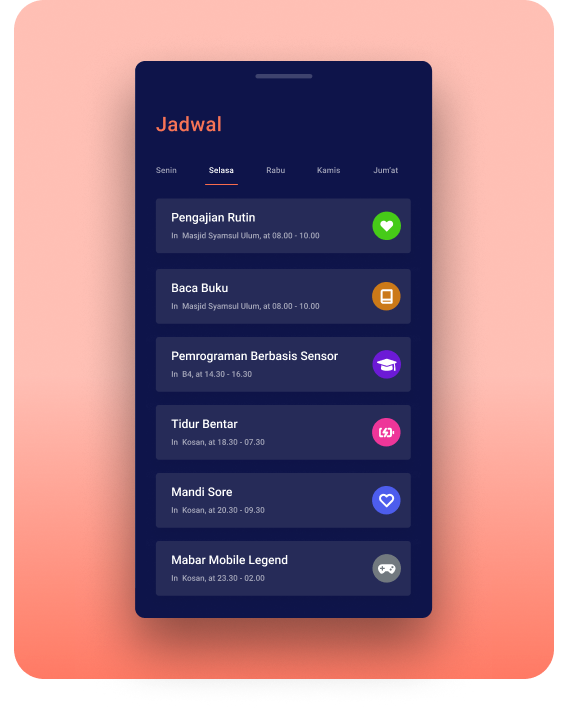 Jadwal
Senin Selasa Rabu Kamis Jum'at
Pengajian Rutin
In Masjid Syamsul Ulum, at 08.00 - 10.00
Baca Buku
In Masjid Syamsul Ulum, at 08.00 - 10.00
Pemrograman Berbasis Sensor
In B4, at 14.30 - 16.30
Tidur Bentar
In Kosan, at 18.30 - 07.30
Mandi Sore
In Kosan, at 20.30 - 09.30
Mabar Mobile Legend
In Kosan, at 23.30 - 02.00